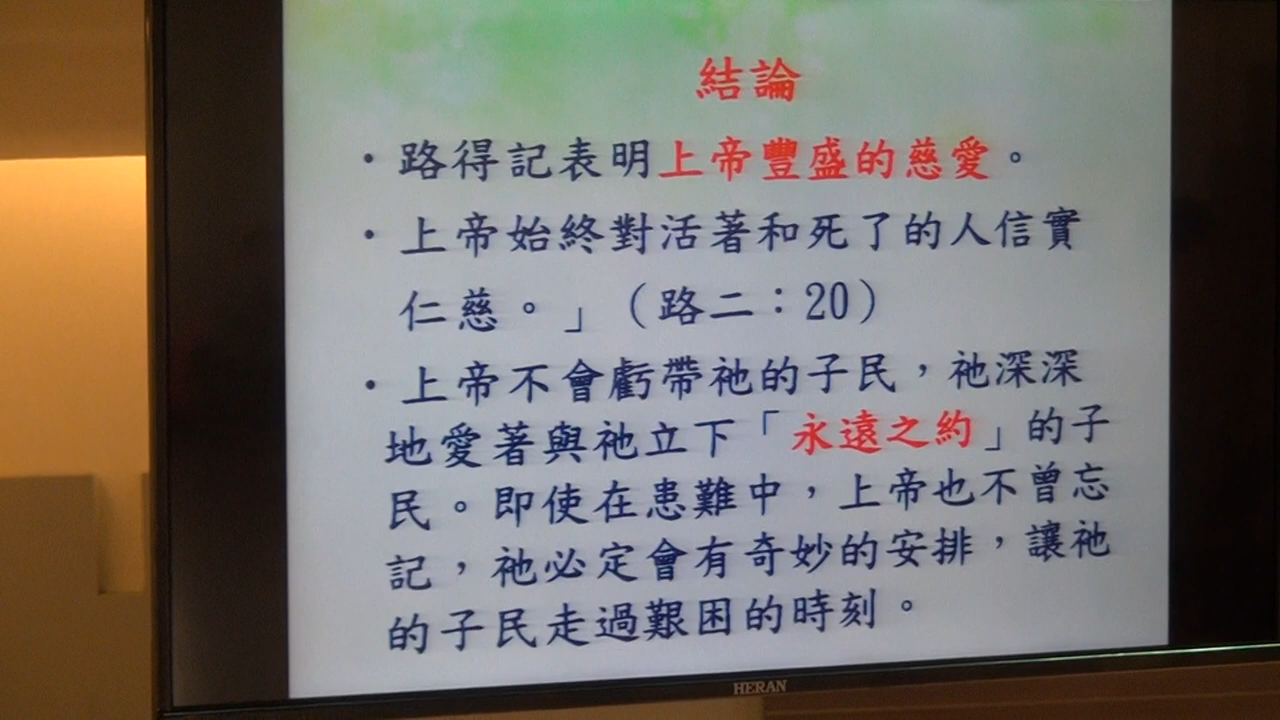 結論
・路得記表明上帝豐盛的慈愛。
・上帝始終對活著和死了的人信實
仁慈。」（路二：20）
・上帝不會虧帶祂的子民，祂深深
地愛著與祂立下「永遠之約」的子
民。即使在患難中，上帝也不曾忘
記，祂必定會有奇妙的安排，讓祂
的子民走過艱困的時刻。
HERAN